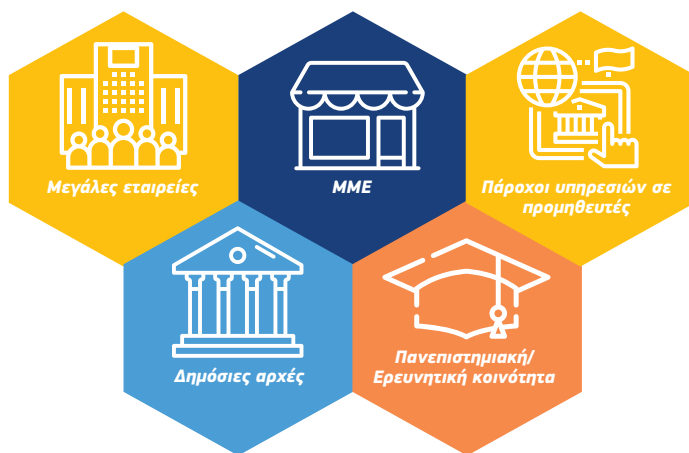 Μεγάλες εταιρείες
ΜΜΕ
Πάροχοι υπηρεσιών σε
προμηθευτές
Δημόσιες αρχές
Πανεπιστημιακή/
Ερευνητική κοινότητα